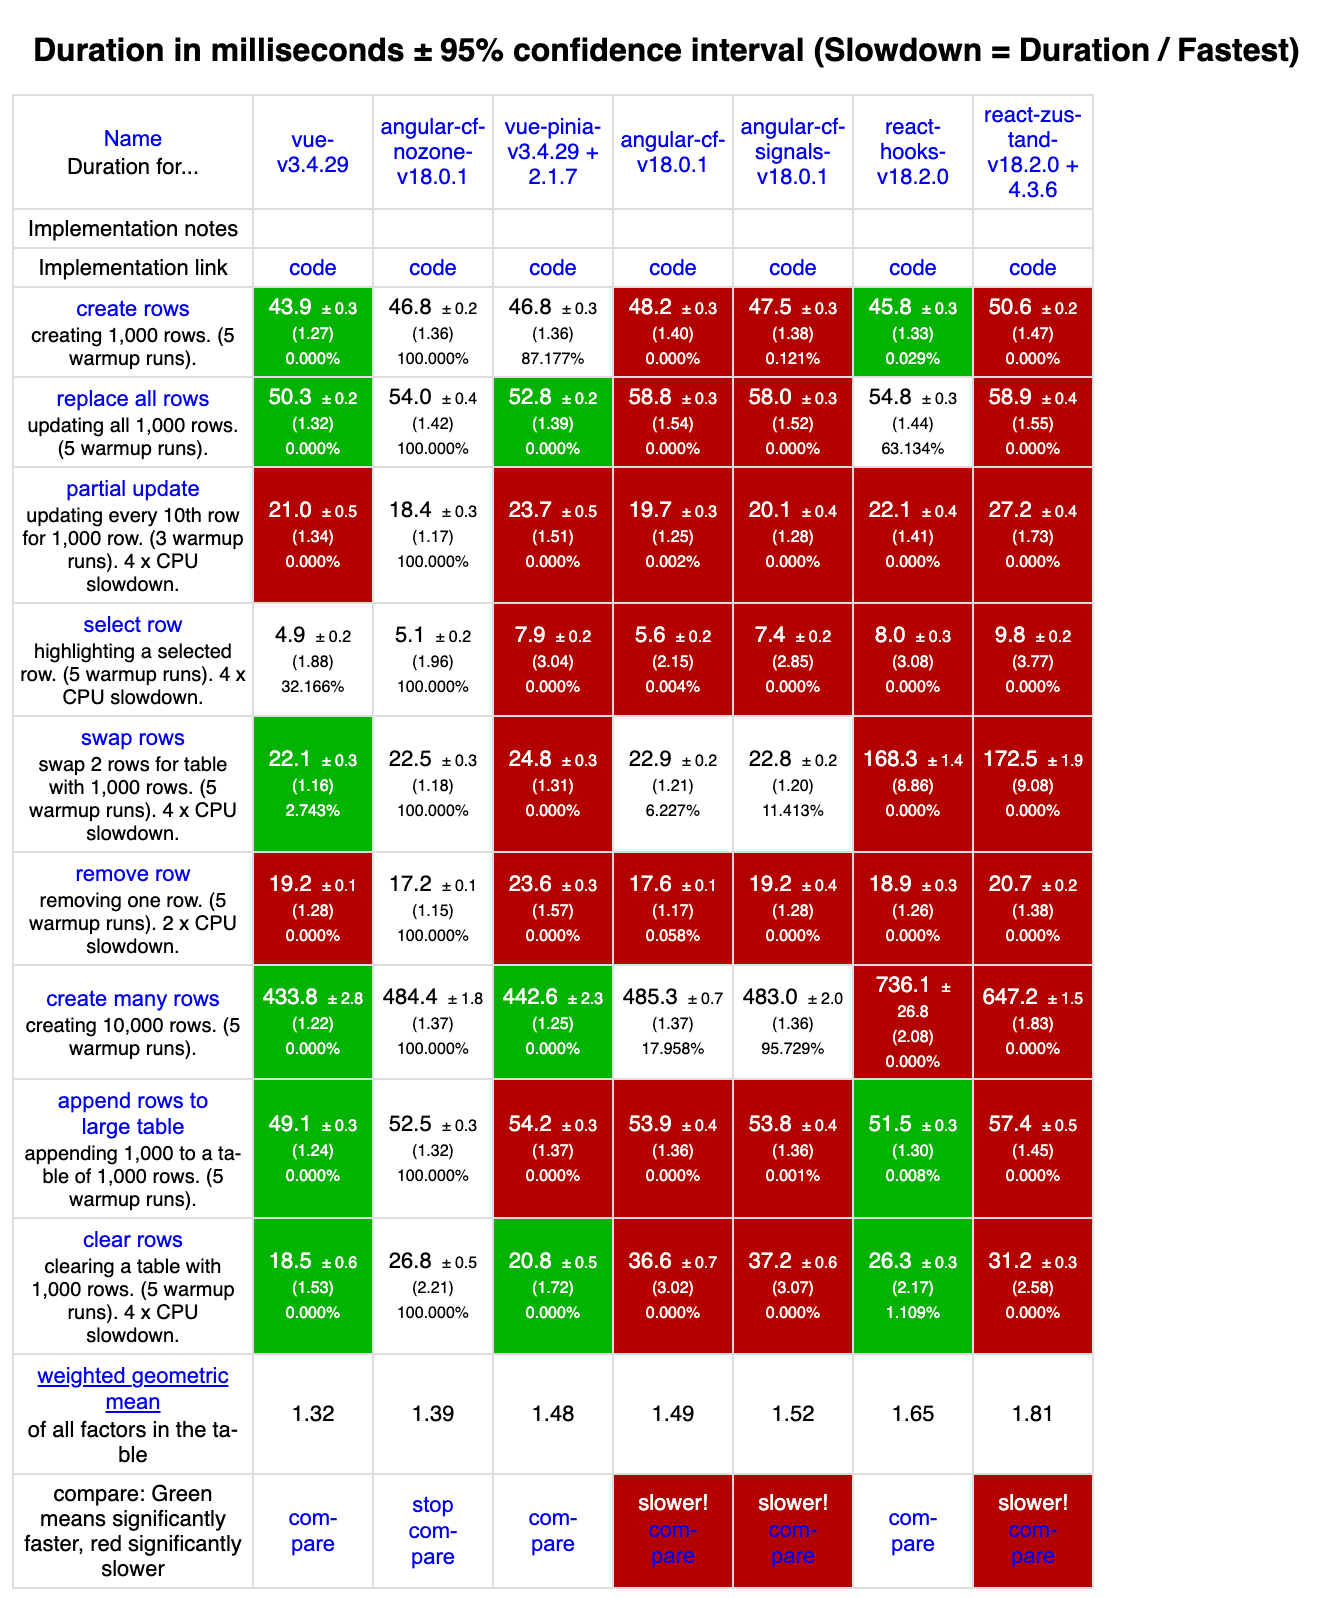 Duration in milliseconds ± 95% confidence interval (Slowdown = Duration / Fastest)
Name
Duration for...
vue-
v3.4.29
angular-cf-
nozone-
v18.0.1
vue-pinia-
v3.4.29 +
2.1.7
angular-cf-
v18.0.1
angular-cf-
signals-
v18.0.1
react-
hooks-
v18.2.0
react-zus-
tand-
v18.2.0 +
4.3.6
Implementation notes
Implementation link
code
code
code
code
code
code
code
create rows
creating 1,000 rows. (5
warmup runs).
43.9 ± 0.3
(1.27)
0.000%
46.8 ± 0.2
(1.36)
100.000%
46.8 ± 0.3
(1.36)
87.177%
48.2 ± 0.3
(1.40)
0.000%
47.5 ± 0.3
(1.38)
0.121%
45.8 ± 0.3
(1.33)
0.029%
50.6 ± 0.2
(1.47)
0.000%
replace all rows
updating all 1,000 rows.
(5 warmup runs).
50.3 ± 0.2
(1.32)
0.000%
54.0 ± 0.4
(1.42)
100.000%
52.8 ± 0.2
(1.39)
0.000%
58.8 ± 0.3
(1.54)
0.000%
58.0 ± 0.3
(1.52)
0.000%
54.8 ± 0.3
(1.44)
63.134%
58.9 ± 0.4
(1.55)
0.000%
partial update
updating every 10th row
for 1,000 row. (3 warmup
runs). 4 x CPU
slowdown.
21.0 ± 0.5
(1.34)
0.000%
18.4 ± 0.3
(1.17)
100.000%
23.7 ± 0.5
(1.51)
0.000%
19.7 ± 0.3
(1.25)
0.002%
20.1 ± 0.4
(1.28)
0.000%
22.1 ± 0.4
(1.41)
0.000%
27.2 ± 0.4
(1.73)
0.000%
select row
highlighting a selected
row. (5 warmup runs). 4 x
CPU slowdown.
4.9 ± 0.2
(1.88)
32.166%
5.1 ± 0.2
(1.96)
100.000%
7.9 ± 0.2
(3.04)
0.000%
5.6 ± 0.2
(2.15)
0.004%
7.4 ± 0.2
(2.85)
0.000%
8.0 ± 0.3
(3.08)
0.000%
9.8 ± 0.2
(3.77)
0.000%
swap rows
swap 2 rows for table
with 1,000 rows. (5
warmup runs). 4 x CPU
slowdown.
22.1 ± 0.3
(1.16)
2.743%
22.5 ± 0.3
(1.18)
100.000%
24.8 ± 0.3
(1.31)
0.000%
22.9 ± 0.2
(1.21)
6.227%
22.8 ± 0.2
(1.20)
11.413%
168.3 ± 1.4
(8.86)
0.000%
172.5 ± 1.9
(9.08)
0.000%
remove row
removing one row. (5
warmup runs). 2 x CPU
slowdown.
19.2 ± 0.1
(1.28)
0.000%
17.2 ± 0.1
(1.15)
100.000%
23.6 ± 0.3
(1.57)
0.000%
17.6 ± 0.1
(1.17)
0.058%
19.2 ± 0.4
(1.28)
0.000%
18.9 ± 0.3
(1.26)
0.000%
20.7 ± 0.2
(1.38)
0.000%
create many rows
creating 10,000 rows. (5
warmup runs).
433.8 ± 2.8
(1.22)
0.000%
484.4 ± 1.8
(1.37)
100.000%
442.6 ± 2.3
(1.25)
0.000%
485.3 ± 0.7
(1.37)
17.958%
483.0 ± 2.0
(1.36)
95.729%
736.1 ±
26.8
(2.08)
0.000%
647.2 ± 1.5
(1.83)
0.000%
append rows to
large table
appending 1,000 to a ta-
ble of 1,000 rows. (5
warmup runs).
49.1 ± 0.3
(1.24)
0.000%
52.5 ± 0.3
(1.32)
100.000%
54.2 ± 0.3
(1.37)
0.000%
53.9 ± 0.4
(1.36)
0.000%
53.8 ± 0.4
(1.36)
0.001%
51.5 ± 0.3
(1.30)
0.008%
57.4 ± 0.5
(1.45)
0.000%
clear rows
clearing a table with
1,000 rows. (5 warmup
runs). 4 x CPU
slowdown.
18.5 ± 0.6
(1.53)
0.000%
26.8 ± 0.5
(2.21)
100.000%
20.8 ± 0.5
(1.72)
0.000%
36.6 ± 0.7
(3.02)
0.000%
37.2 ± 0.6
(3.07)
0.000%
26.3 ± 0.3
(2.17)
1.109%
31.2 ± 0.3
(2.58)
0.000%
weighted geometric
mean
of all factors in the ta-
ble
1.32
1.39
1.48
1.49
1.52
1.65
1.81
compare: Green
means significantly
faster, red significantly
slower
com-
pare
stop
com-
pare
com-
pare
slower!
com-
pare
slower!
com-
pare
com-
pare
slower!
com-
pare